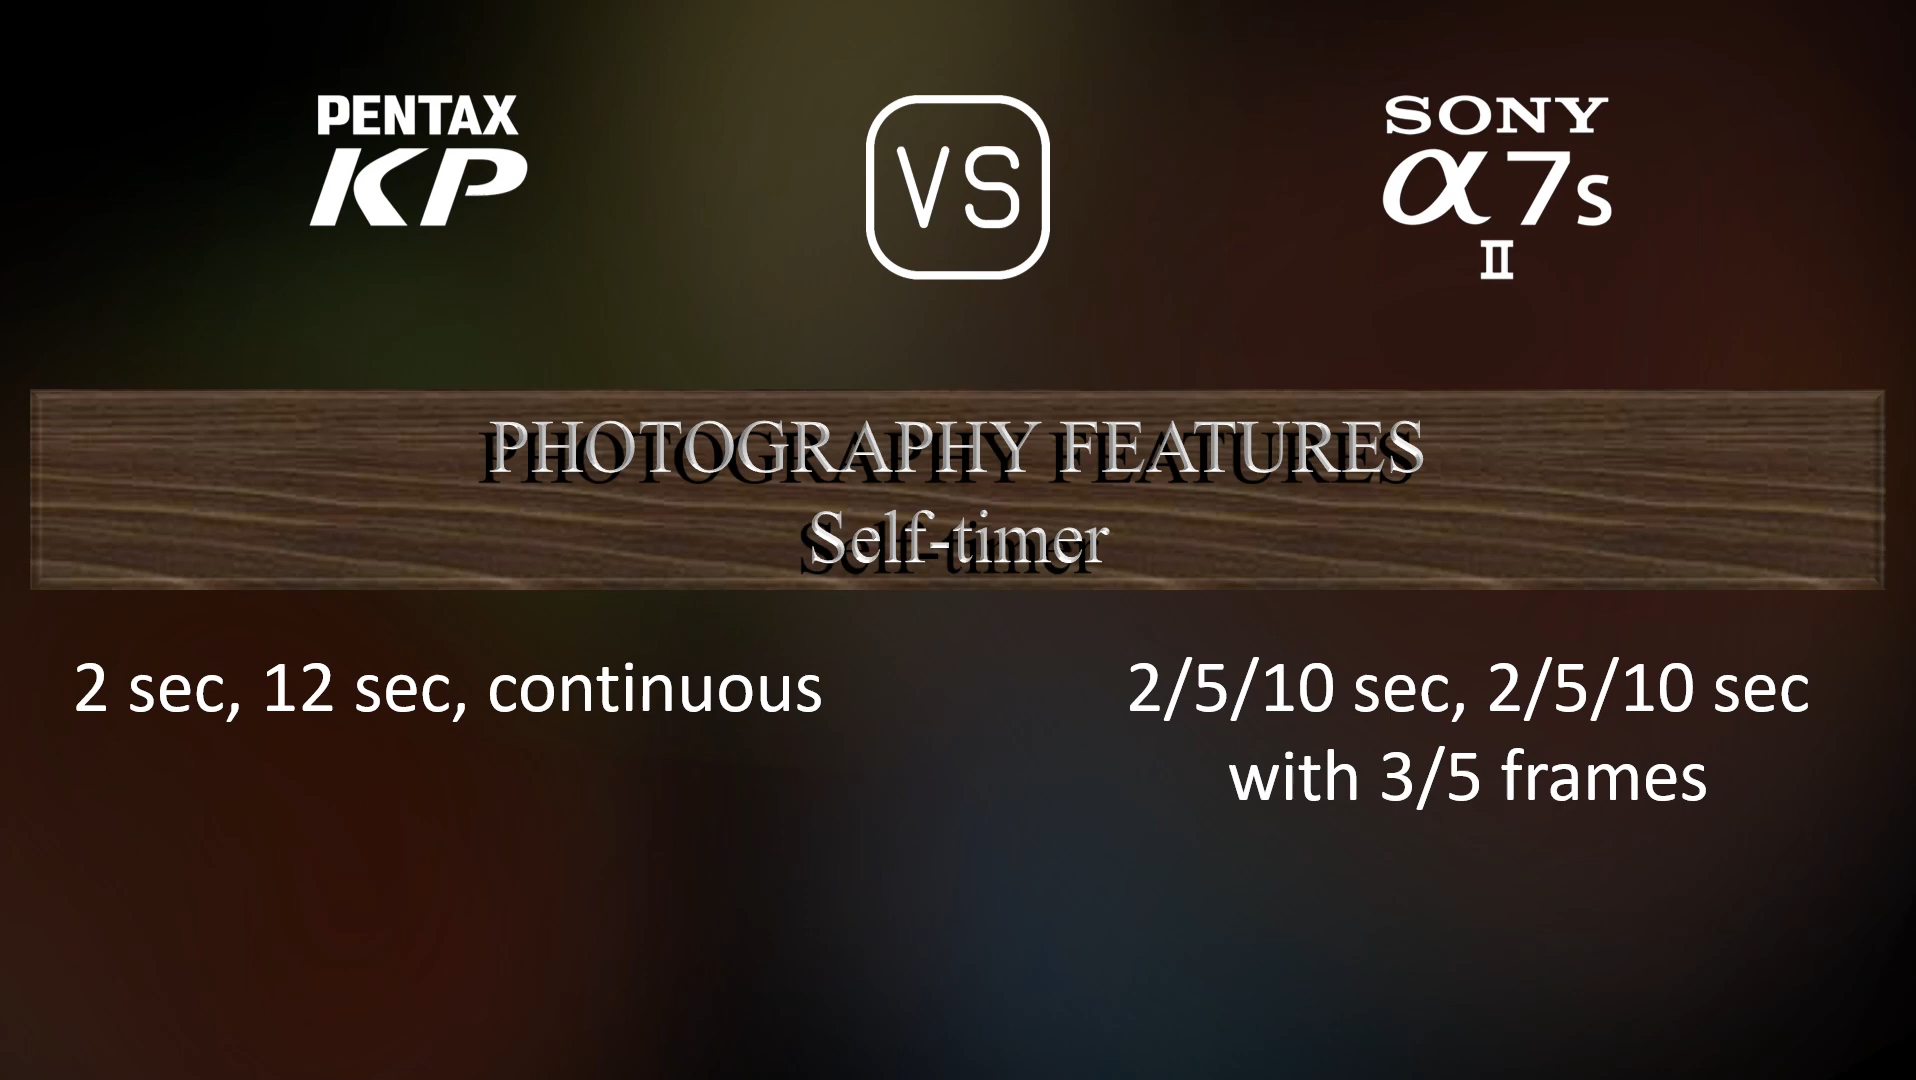 PENTAX
KP
VS
SONY
α7s
II
PHOTOGRAPHY FEATURES
Self-timer
2 sec, 12 sec, continuous
2/5/10 sec, 2/5/10 sec
with 3/5 frames